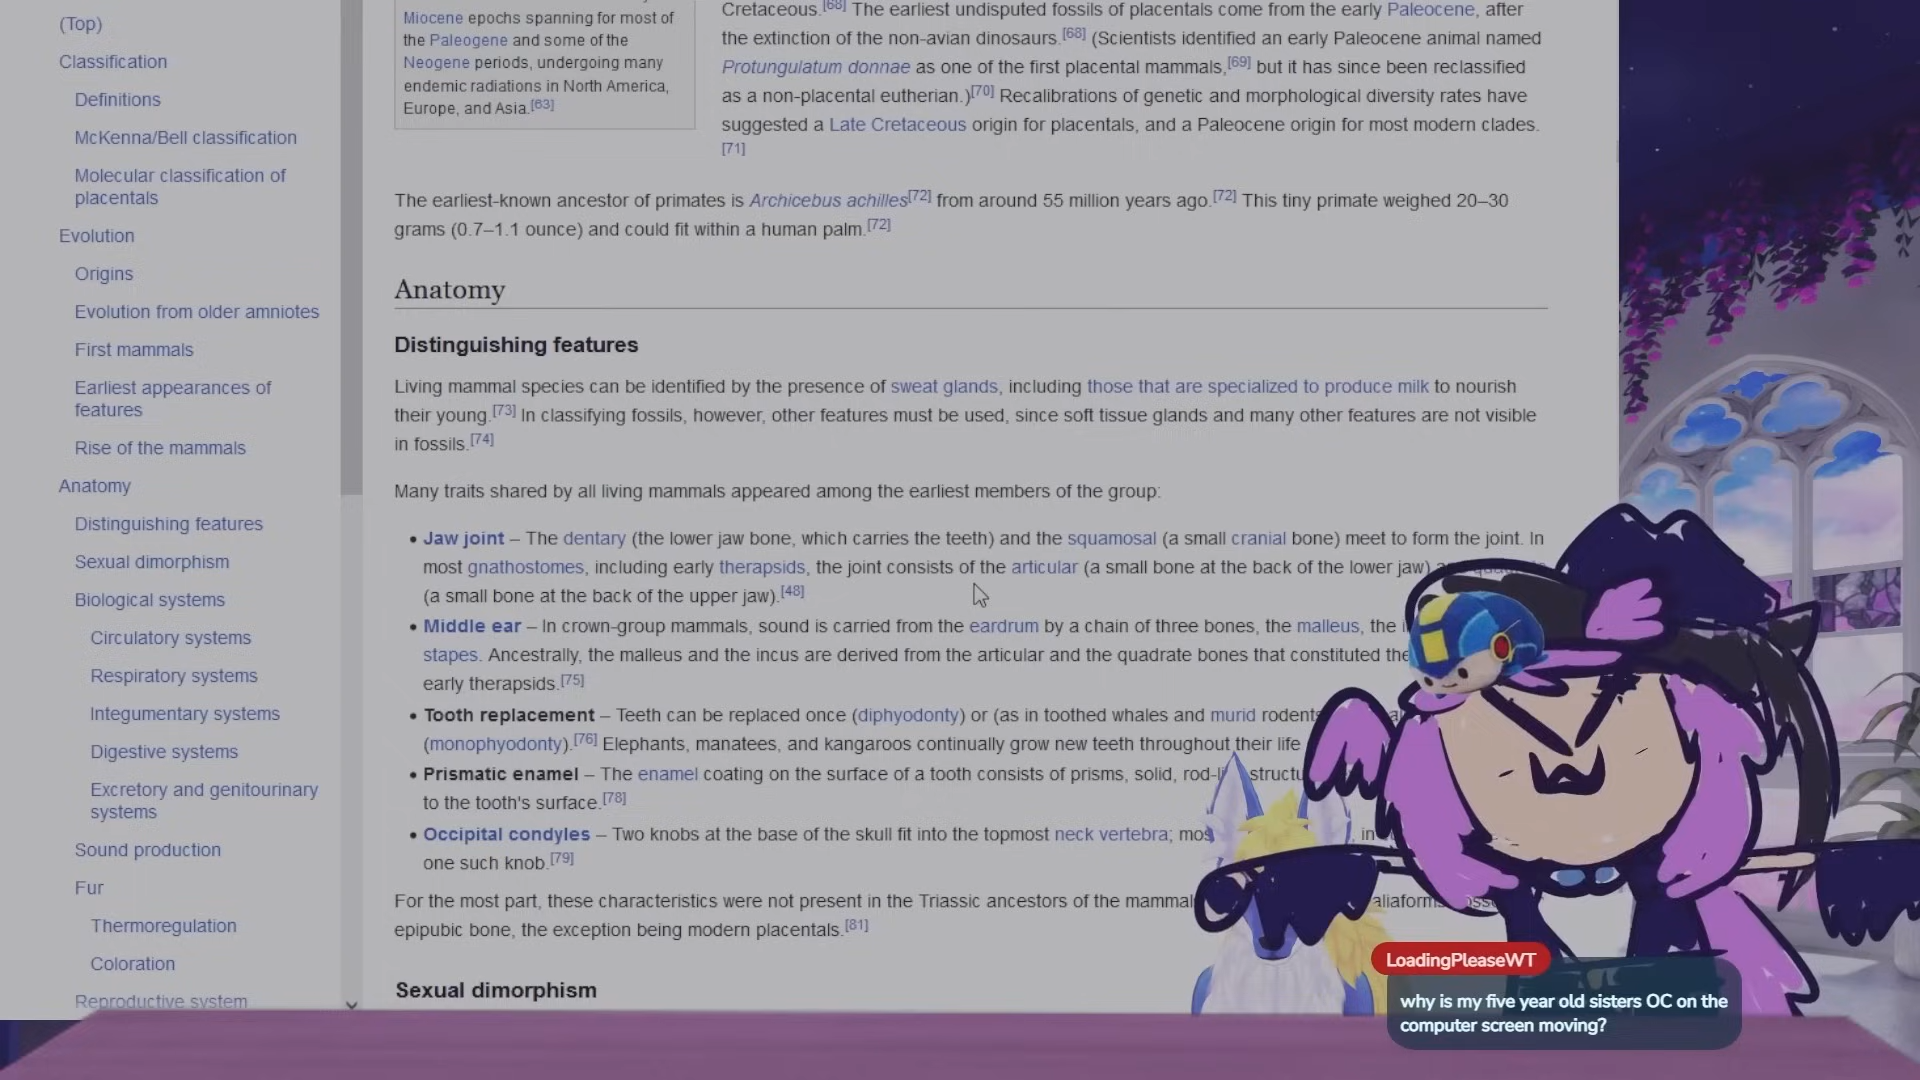 (Top)
Classification
Definitions
McKenna/Bell classification
Molecular classification of
placentals
Evolution
Origins
Evolution from older amniotes
First mammals
Earliest appearances of
features
Rise of the mammals
Anatomy
Distinguishing features
Sexual dimorphism
Biological systems
Circulatory systems
Respiratory systems
Integumentary systems
Digestive systems
Excretory and genitourinary
systems
Sound production
Fur
Thermoregulation
Coloration
Reproductive system
Miocene epochs spanning for most of
the Paleogene and some of the
Neogene periods, undergoing many
endemic radiations in North America,
Europe, and Asia.[63]
Cretaceous.[68] The earliest undisputed fossils of placentals come from the early Paleocene, after
the extinction of the non-avian dinosaurs.[68] (Scientists identified an early Paleocene animal named
Protungulatum donnae as one of the first placental mammals,[69] but it has since been reclassified
as a non-placental eutherian.)[70] Recalibrations of genetic and morphological diversity rates have
suggested a Late Cretaceous origin for placentals, and a Paleocene origin for most modern clades.
[71]
The earliest-known ancestor of primates is Archicebus achilles[72] from around 55 million years ago.[72] This tiny primate weighed 20–30
grams (0.7–1.1 ounce) and could fit within a human palm.[72]
Anatomy
Distinguishing features
Living mammal species can be identified by the presence of sweat glands, including those that are specialized to produce milk to nourish
their young.[73] In classifying fossils, however, other features must be used, since soft tissue glands and many other features are not visible
in fossils.[74]
Many traits shared by all living mammals appeared among the earliest members of the group:
• Jaw joint – The dentary (the lower jaw bone, which carries the teeth) and the squamosal (a small cranial bone) meet to form the joint. In
most gnathostomes, including early therapsids, the joint consists of the articular (a small bone at the back of the lower jaw)
(a small bone at the back of the upper jaw).[48]
• Middle ear – In crown-group mammals, sound is carried from the eardrum by a chain of three bones, the malleus, the
stapes. Ancestrally, the malleus and the incus are derived from the articular and the quadrate bones that constituted the
early therapsids.[75]
• Tooth replacement – Teeth can be replaced once (diphyodonty) or (as in toothed whales and murid
(monophyodonty).[76] Elephants, manatees, and kangaroos continually grow new teeth throughout their life
• Prismatic enamel – The enamel coating on the surface of a tooth consists of prisms, solid,
to the tooth's surface.[78]
• Occipital condyles – Two knobs at the base of the skull fit into the topmost neck vertebra; in
one such knob.[79]
For the most part, these characteristics were not present in the Triassic ancestors of the
epipubic bone, the exception being modern placentals.[81]
Sexual dimorphism
LoadingPleaseWT
why is my five year old sisters OC on the
computer screen moving?